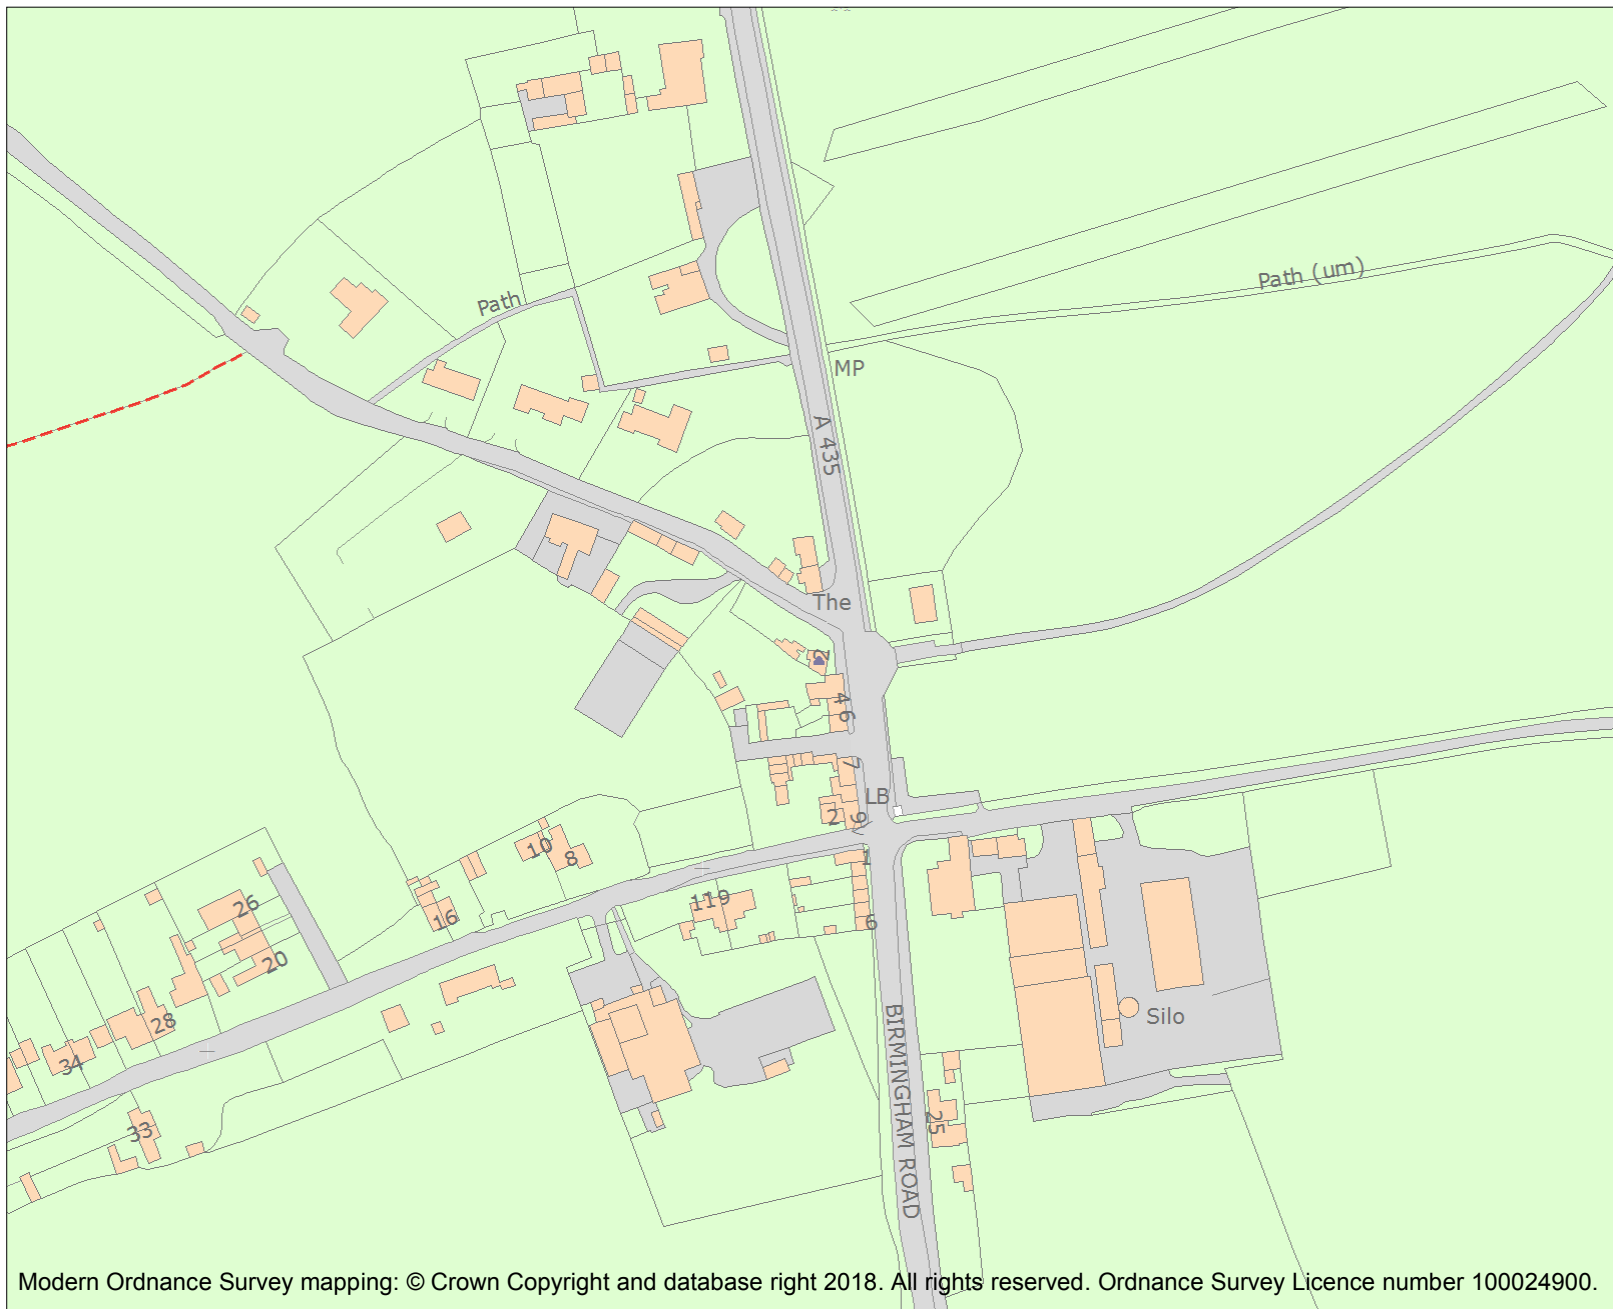 Path
Path (um)
MP
A 435
The
2
4
6
7
LB
2
9
1
10
8
119
6
16
26
20
28
34
33
Silo
BIRMINGHAM ROAD
25
Modern Ordnance Survey mapping: © Crown Copyright and database right 2018. All rights reserved. Ordnance Survey Licence number 100024900.